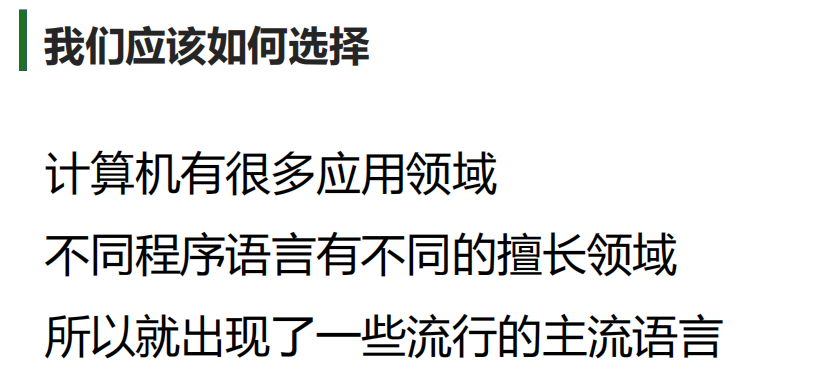 我们应该如何选择
计算机有很多应用领域
不同程序语言有不同的擅长领域
所以就出现了一些流行的主流语言